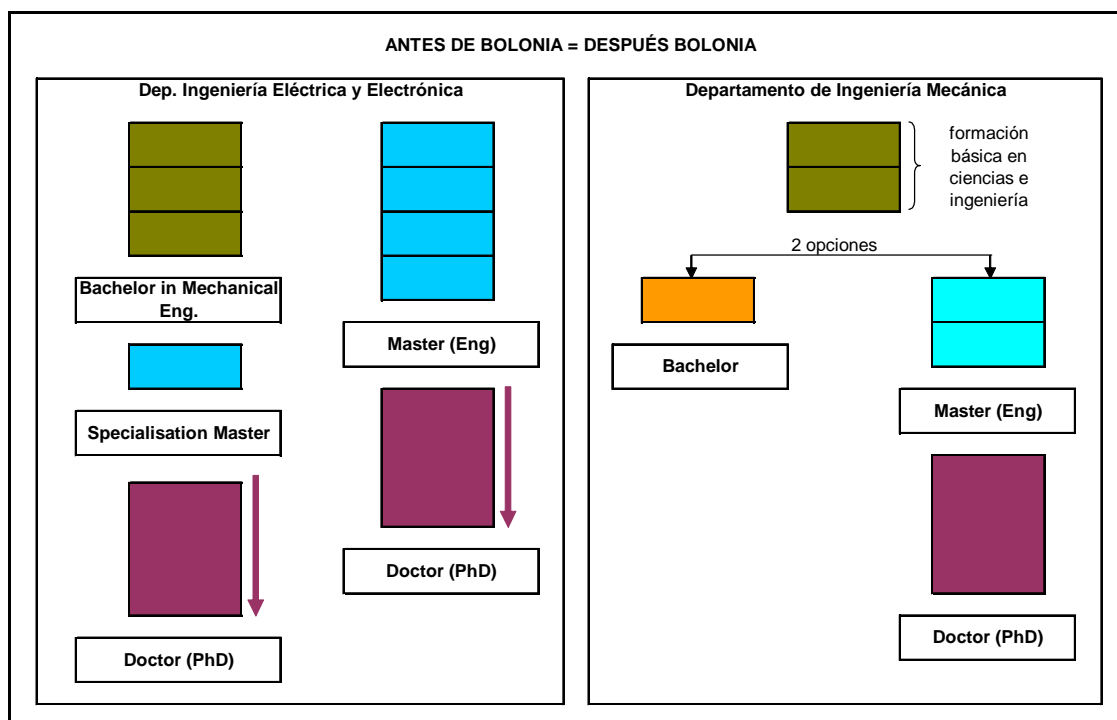 ANTES DE BOLONIA = DESPUÉS BOLONIA
Dep. Ingeniería Eléctrica y Electrónica
Bachelor in Mechanical
Eng.
Specialisation Master
Doctor (PhD)
Master (Eng)
Doctor (PhD)
Departamento de Ingeniería Mecánica
formación
básica en
ciencias e
ingeniería
2 opciones
Bachelor
Master (Eng)
Doctor (PhD)